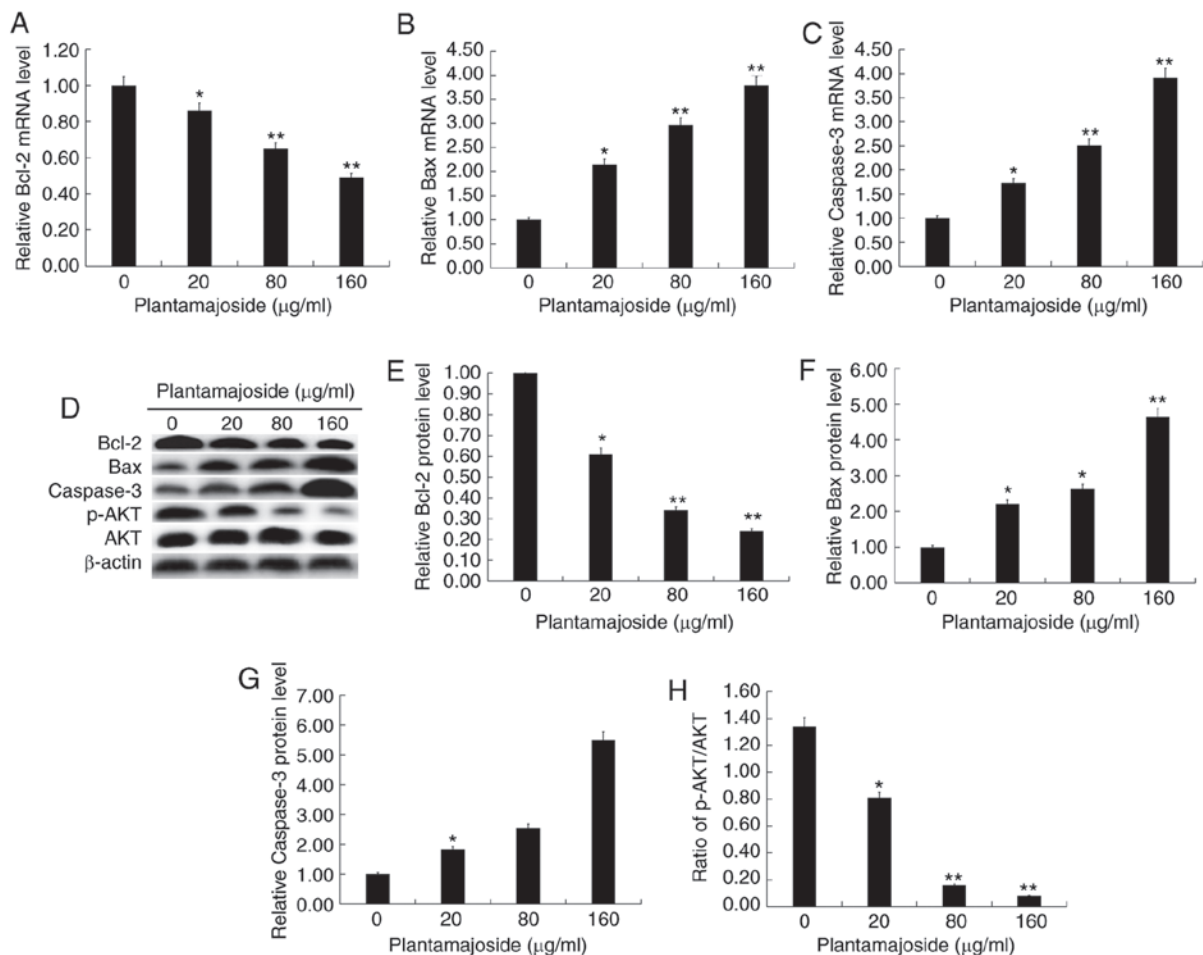 A
Relative Bcl-2 mRNA level
1.20
1.00
0.80
0.60
0.40
0.20
0.00
*
**
**
0 20 80 160
Plantamajoside (μg/ml)
B
Relative Bax mRNA level
4.50
4.00
3.50
3.00
2.50
2.00
1.50
1.00
0.50
0.00
*
**
**
0 20 80 160
Plantamajoside (μg/ml)
C
Relative Caspase-3 mRNA level
4.50
4.00
3.50
3.00
2.50
2.00
1.50
1.00
0.50
0.00
*
**
**
0 20 80 160
Plantamajoside (μg/ml)
D
Plantamajoside (μg/ml)
0 20 80 160
Bcl-2
Bax
Caspase-3
p-AKT
AKT
β-actin
E
Relative Bcl-2 protein level
1.00
0.90
0.80
0.70
0.60
0.50
0.40
0.30
0.20
0.10
0.00
*
**
**
0 20 80 160
Plantamajoside (μg/ml)
F
Relative Bax protein level
6.00
5.00
4.00
3.00
2.00
1.00
0.00
*
*
**
0 20 80 160
Plantamajoside (μg/ml)
G
Relative Caspase-3 protein level
7.00
6.00
5.00
4.00
3.00
2.00
1.00
0.00
*
0 20 80 160
Plantamajoside (μg/ml)
H
Ratio of p-AKT/AKT
1.60
1.40
1.20
1.00
0.80
0.60
0.40
0.20
0.00
*
**
**
0 20 80 160
Plantamajoside (μg/ml)